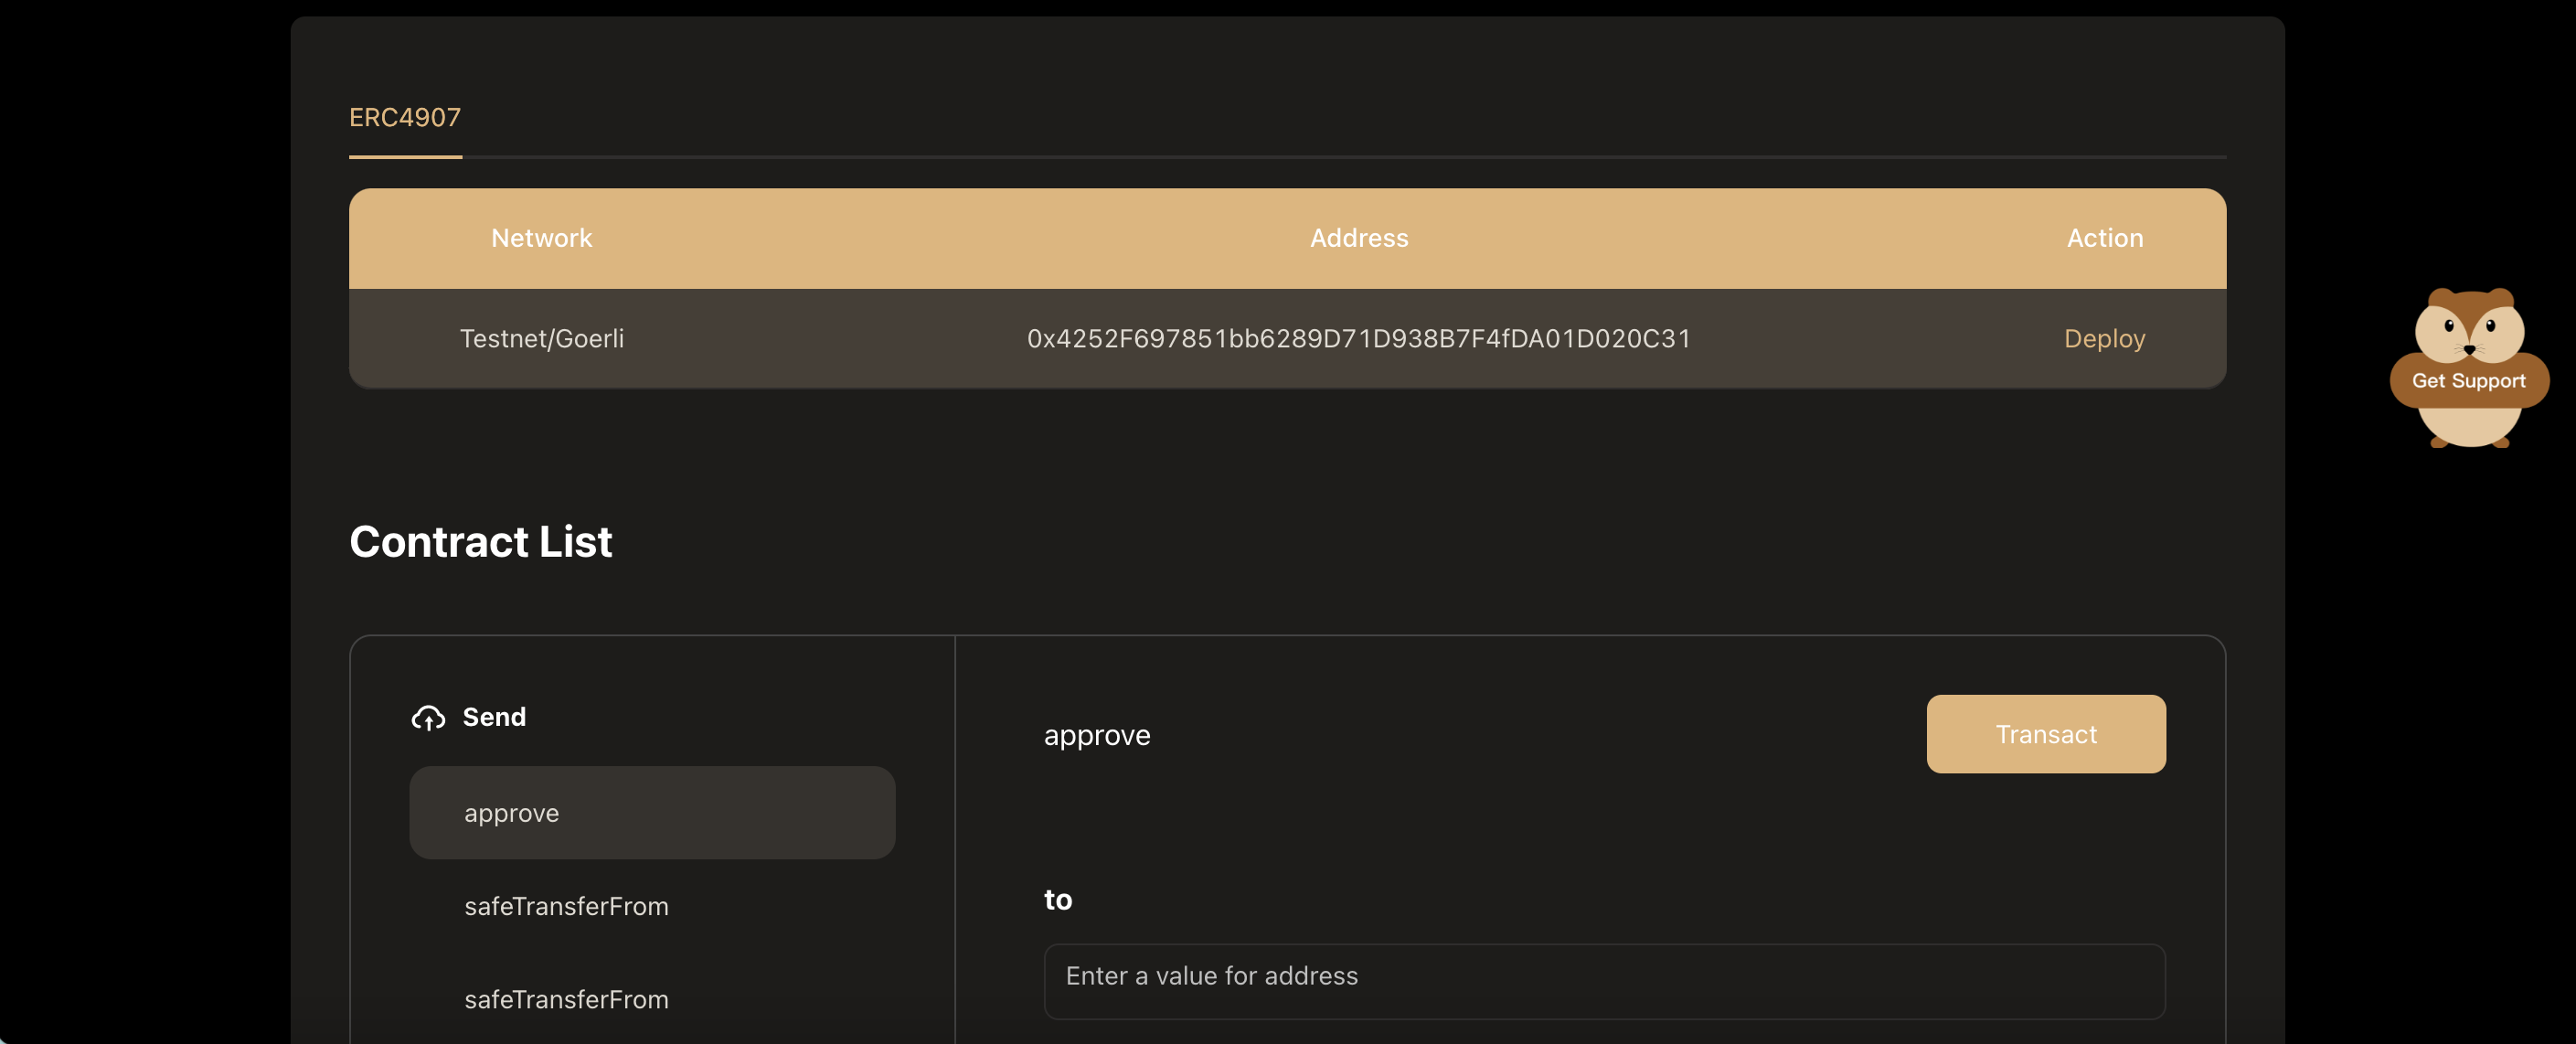 ERC4907
Network Address Action
Testnet/Goerli 0x4252F697851bb6289D71D938B7F4fDA01D020C31 Deploy
Get Support
Contract List
Send
approve
safeTransferFrom
safeTransferFrom
approve
Transact
to
Enter a value for address